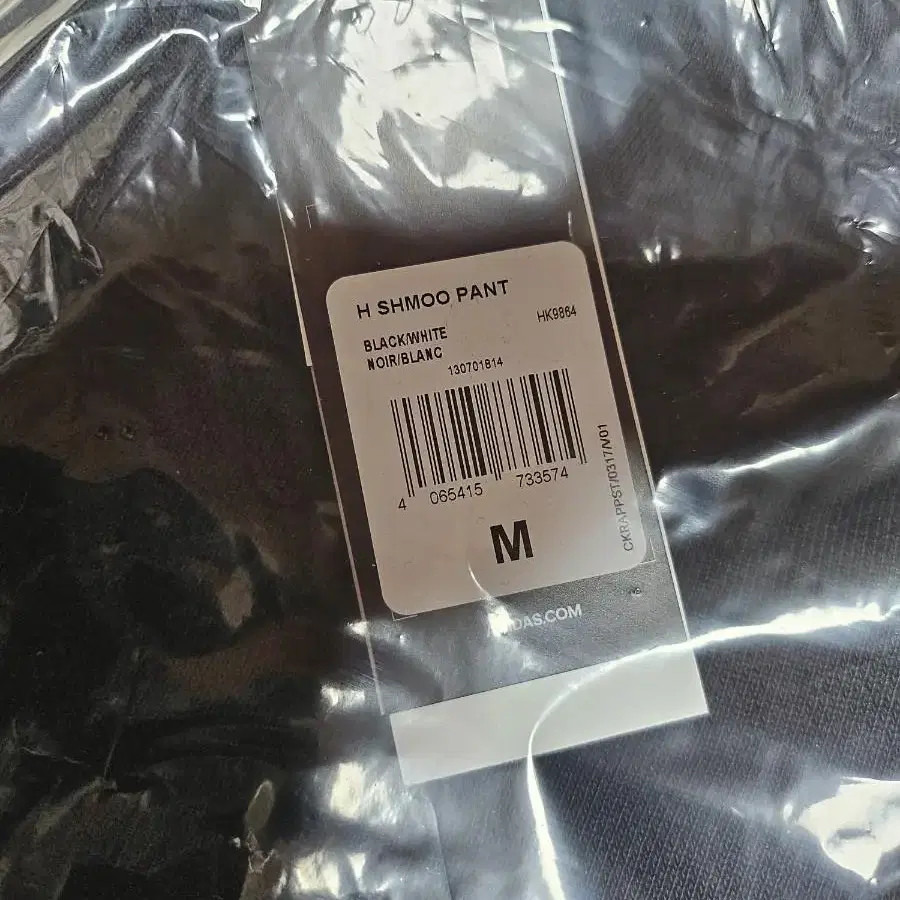 H SHMOO PANT
BLACK/WHITE
HK9864
NOIR/BLANC
130701814
4 065415 733574
CKRAPPST/0317/V01
M